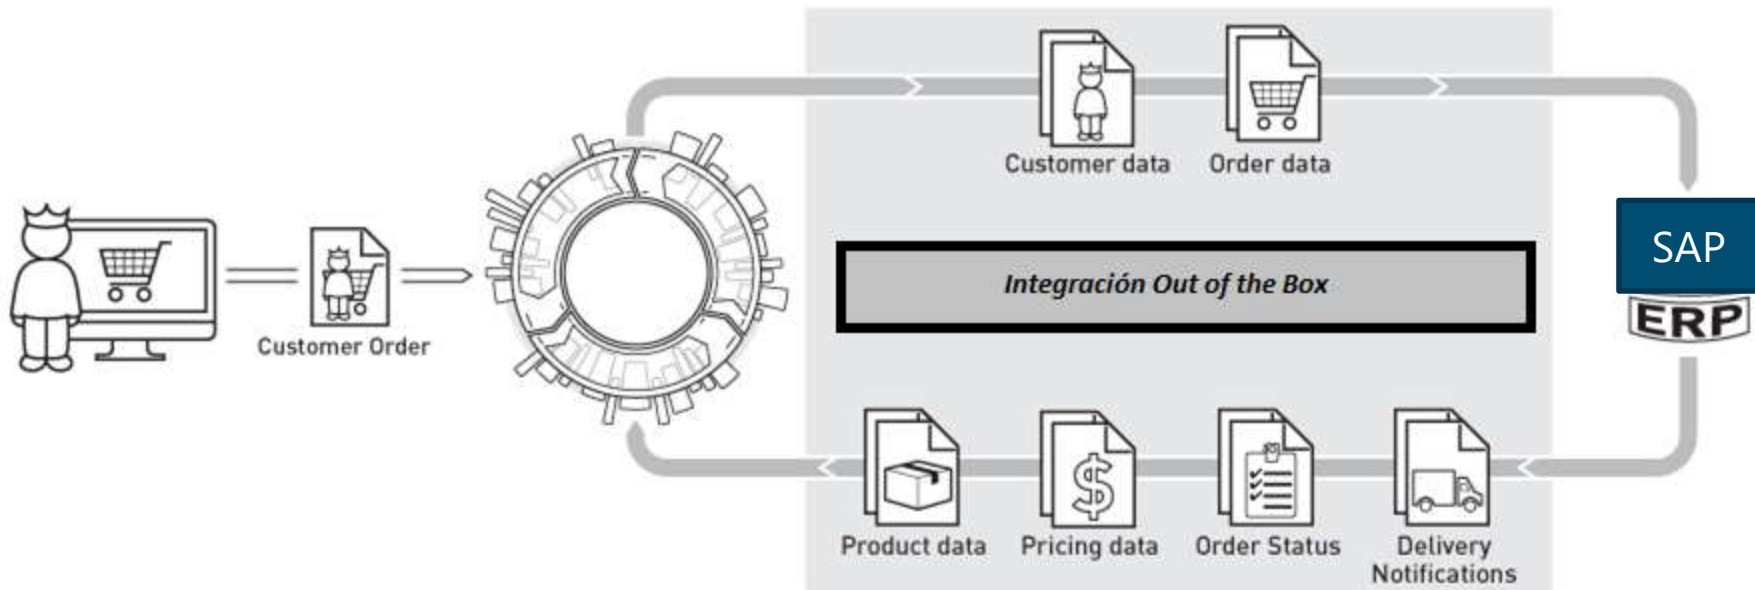 Customer data
Order data
SAP
ERP
Integración Out of the Box
Customer Order
Product data
Pricing data
Order Status
Delivery
Notifications